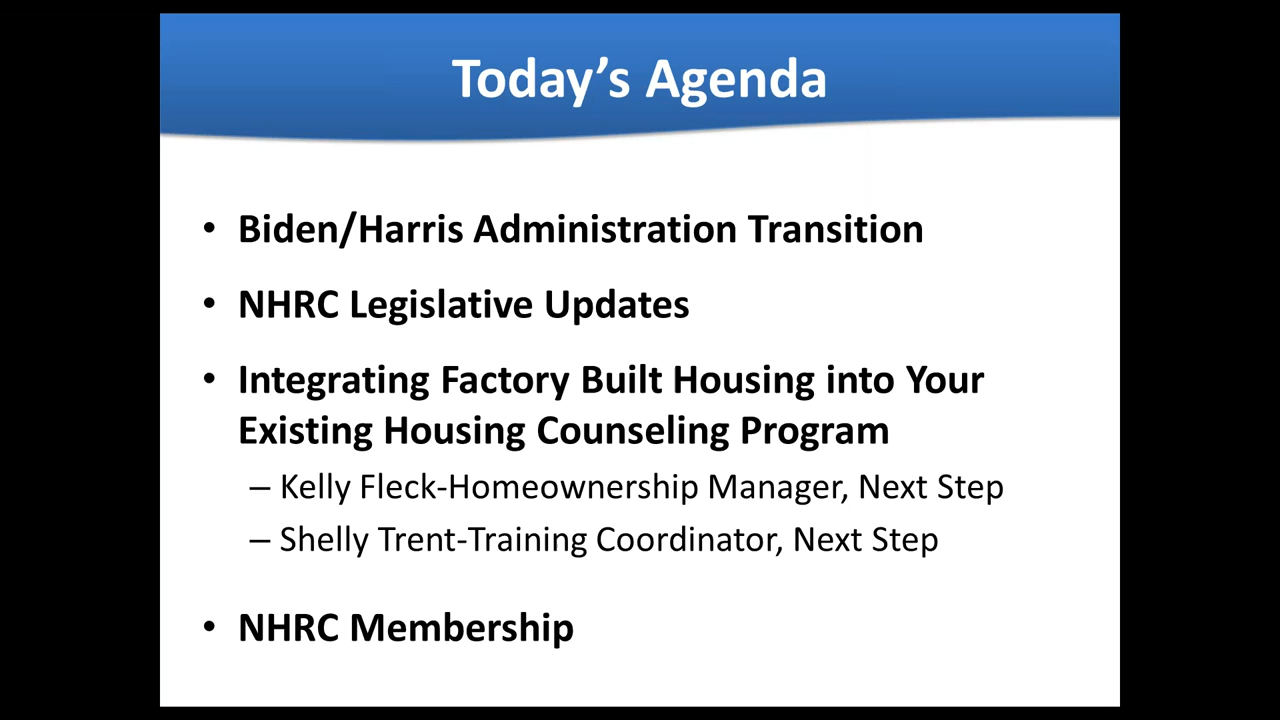 Today’s Agenda
• Biden/Harris Administration Transition
• NHRC Legislative Updates
• Integrating Factory Built Housing into Your
Existing Housing Counseling Program
– Kelly Fleck-Homeownership Manager, Next Step
– Shelly Trent-Training Coordinator, Next Step
• NHRC Membership